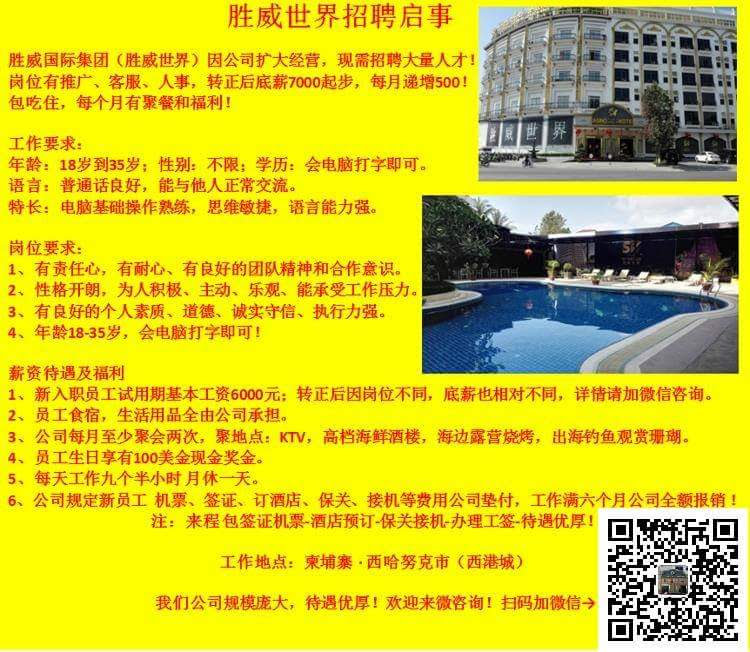 胜威世界招聘启事
胜威国际集团（胜威世界）因公司扩大经营，现需招聘大量人才！
岗位有推广、客服、人事，转正后底薪7000起步，每月递增500！
包吃住，每个月有聚餐和福利！
工作要求：
年龄：18岁到35岁；性别：不限；学历：会电脑打字即可。
语言：普通话良好，能与他人正常交流。
特长：电脑基础操作熟练，思维敏捷，语言能力强。
胜威世界
岗位要求：
1、有责任心，有耐心、有良好的团队精神和合作意识。
2、性格开朗，为人积极、主动、乐观、能承受工作压力。
3、有良好的个人素质、道德、诚实守信、执行力强。
4、年龄18-35岁，会电脑打字即可！
薪资待遇及福利
1、新入职员工试用期基本工资6000元；转正后因岗位不同，底薪也相对不同，详情请加微信咨询。
2、员工食宿，生活用品全由公司承担。
3、公司每月至少聚会两次，聚地点：KTV，高档海鲜酒楼，海边露营烧烤，出海钓鱼观赏珊瑚。
4、员工生日享有100美金现金奖金。
5、每天工作九个半小时 月休一天。
6、公司规定新员工 机票、签证、订酒店、保关、接机等费用公司垫付，工作满六个月公司全额报销！
注：来程 包签证机票-酒店预订-保关接机-办理工签-待遇优厚！
工作地点：柬埔寨·西哈努克市（西港城）
我们公司规模庞大，待遇优厚！欢迎来微咨询！扫码加微信→